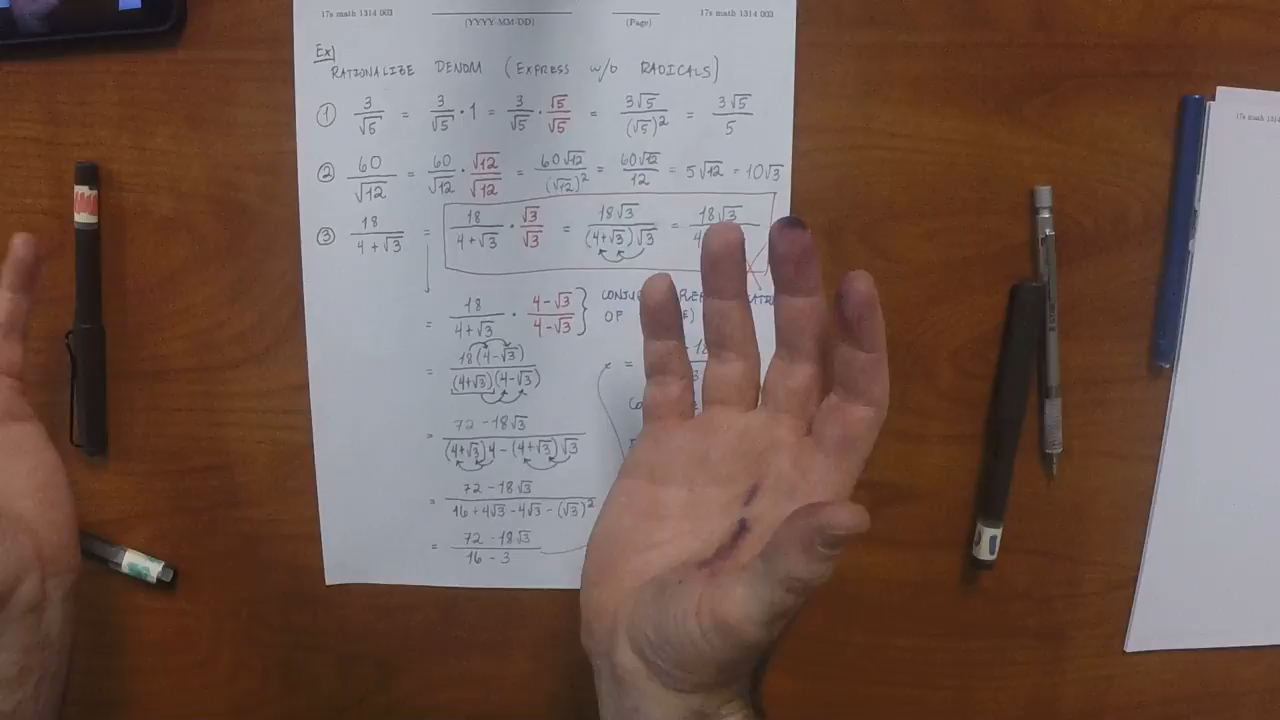 17s math 1314 003 (YYYY-MM-DD) (Page) 17s math 1314 003
Ex)
RATIONALIZE DENOM (EXPRESS W/O RADICALS)
① 3/√5 = 3/√5 · 1 = 3/√5 · √5/√5 = 3√5/(√5)² = 3√5/5
② 60/√12 = 60/√12 · √12/√12 = 60√12/(√12)² = 60√12/12 = 5√12 = 10√3
③ 18/(4+√3) = 18/(4+√3) · √3/√3 = 18√3/((4+√3)√3) = 18√3
= 18/(4+√3) · (4-√3)/(4-√3) }
OF
= 18(4-√3)/((4+√3)(4-√3))
=
= (72-18√3)/((4+√3)4-(4+√3)√3)
= (72-18√3)/(16+4√3-4√3-(√3)²)
= (72-18√3)/(16-3)
17s math